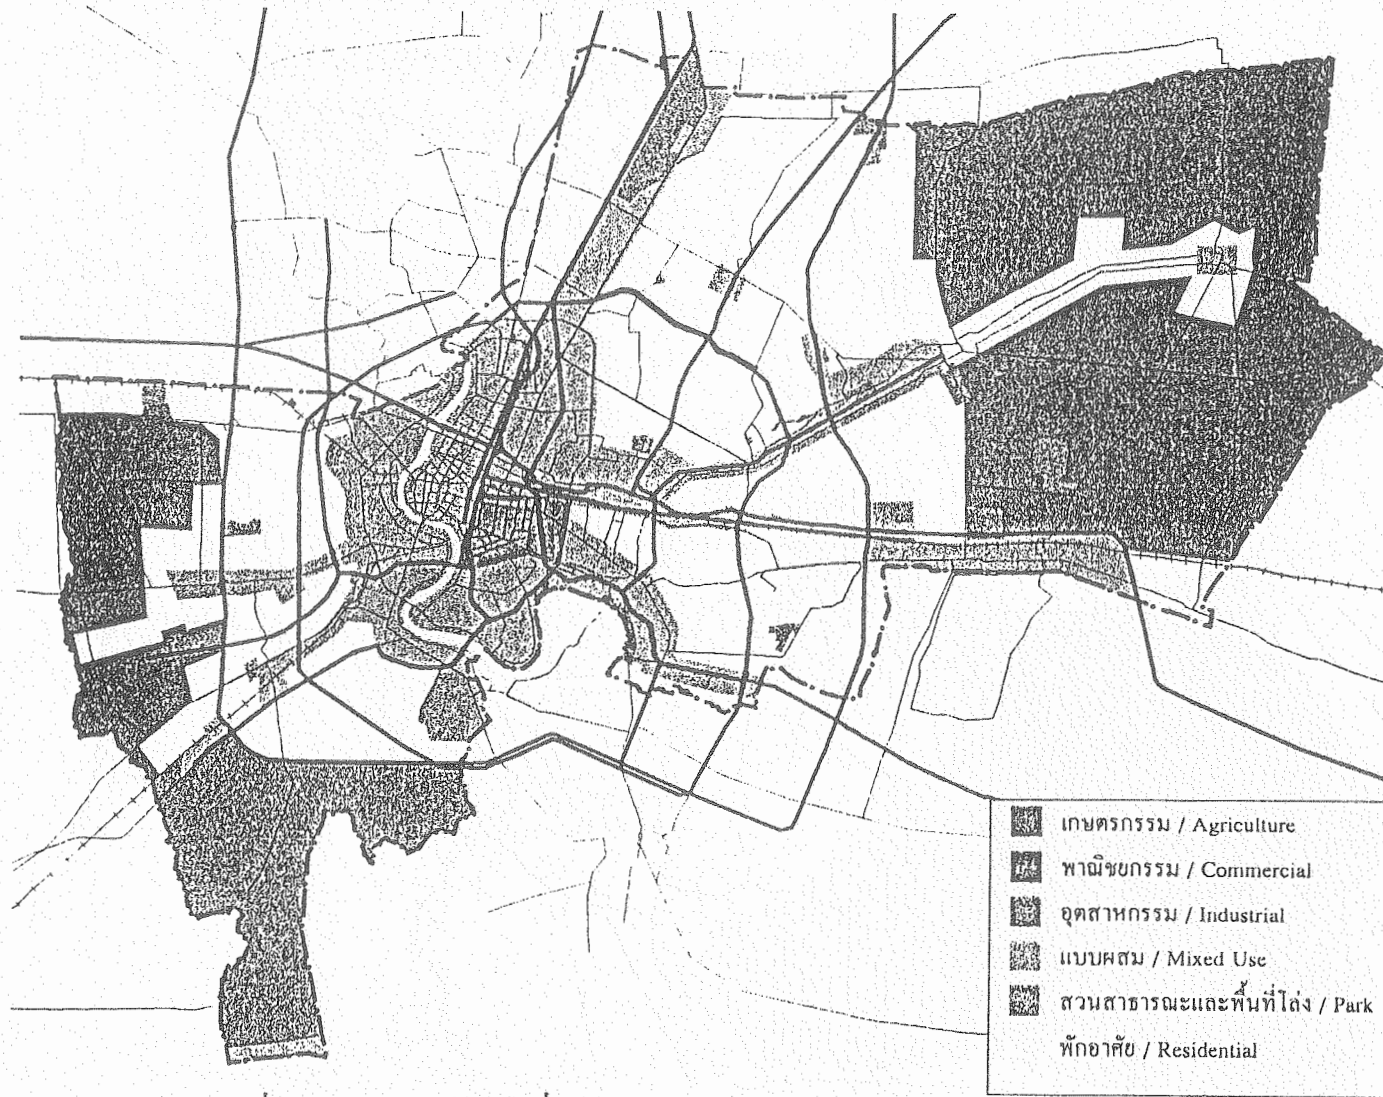 เกษตรกรรม / Agriculture
พาณิชยกรรม / Commercial
อุตสาหกรรม / Industrial
แบบผสม / Mixed Use
สวนสาธารณะและพื้นที่โล่ง / Park
พักอาศัย / Residential